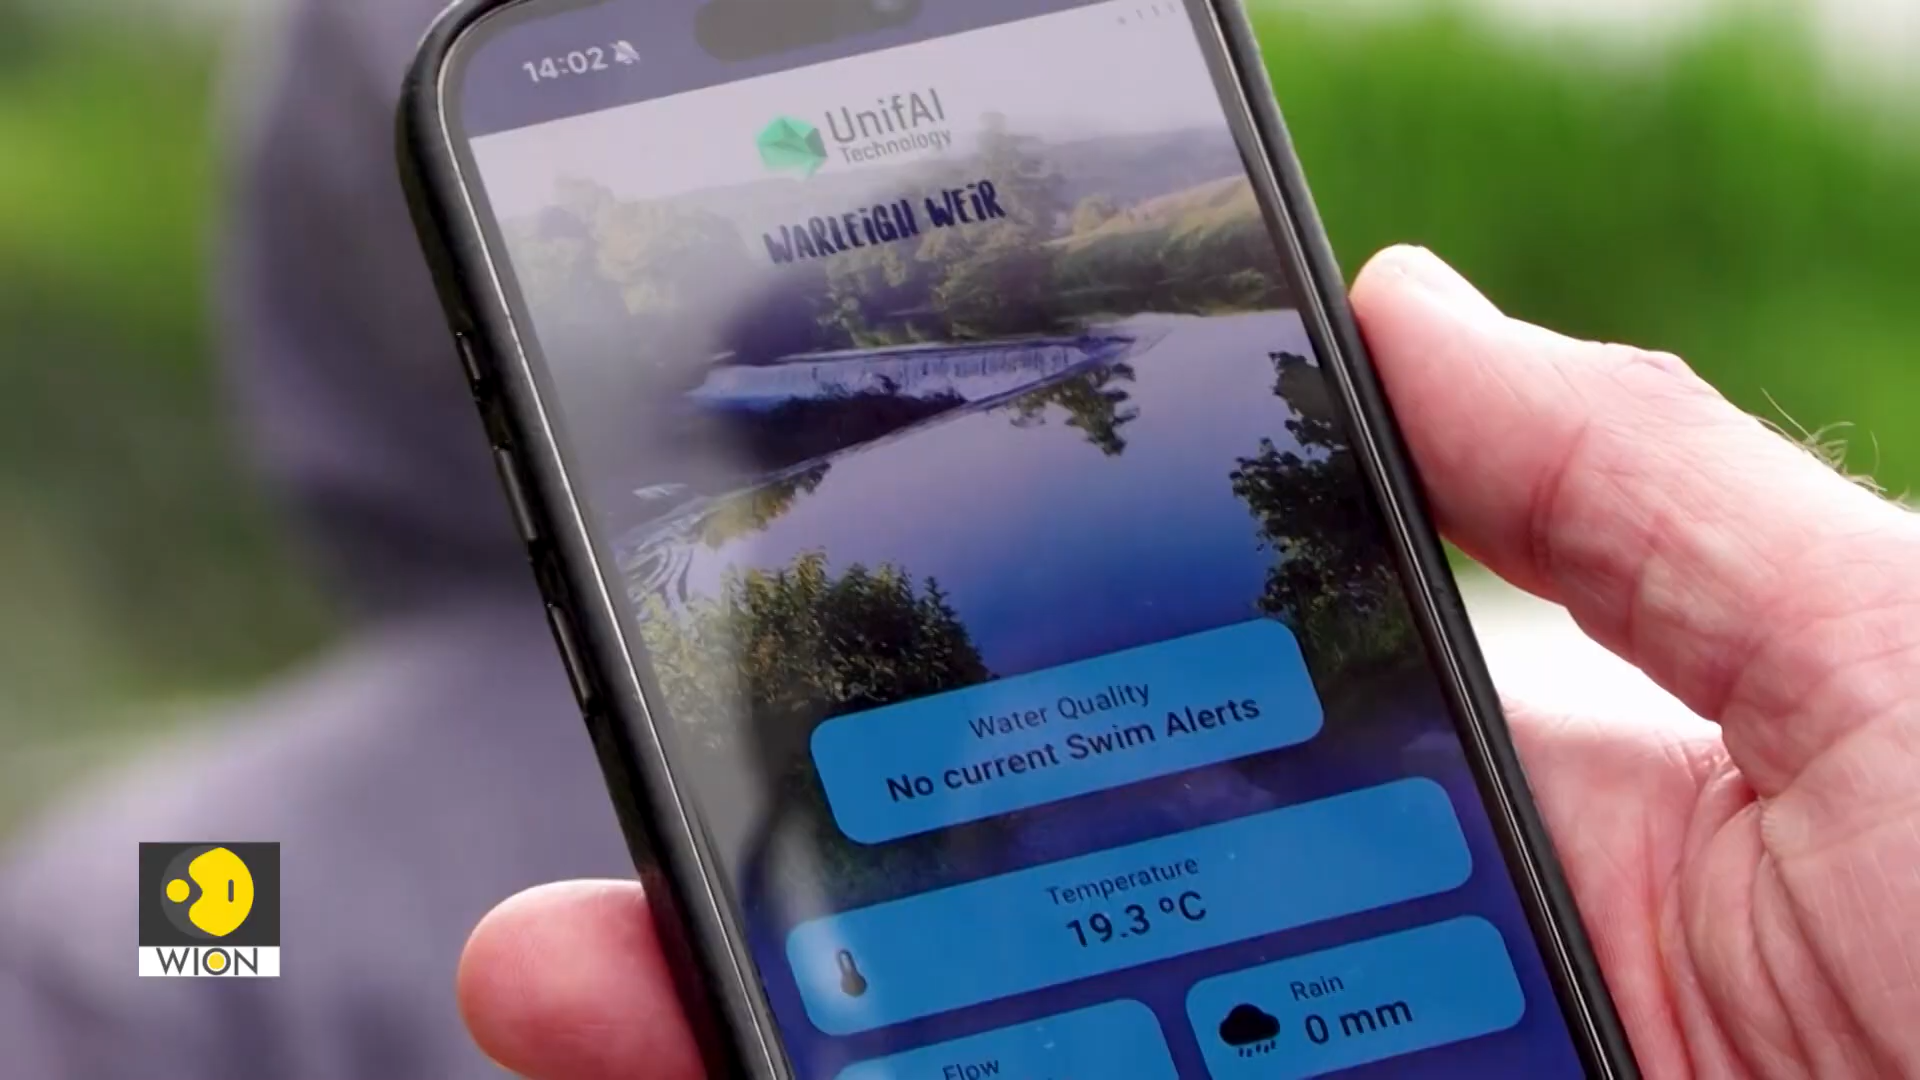 14:02
UnifAI
Technology
WARLEIGH WEIR
Water Quality
No current Swim Alerts
Temperature
19.3 °C
Rain
0 mm
Flow
WION